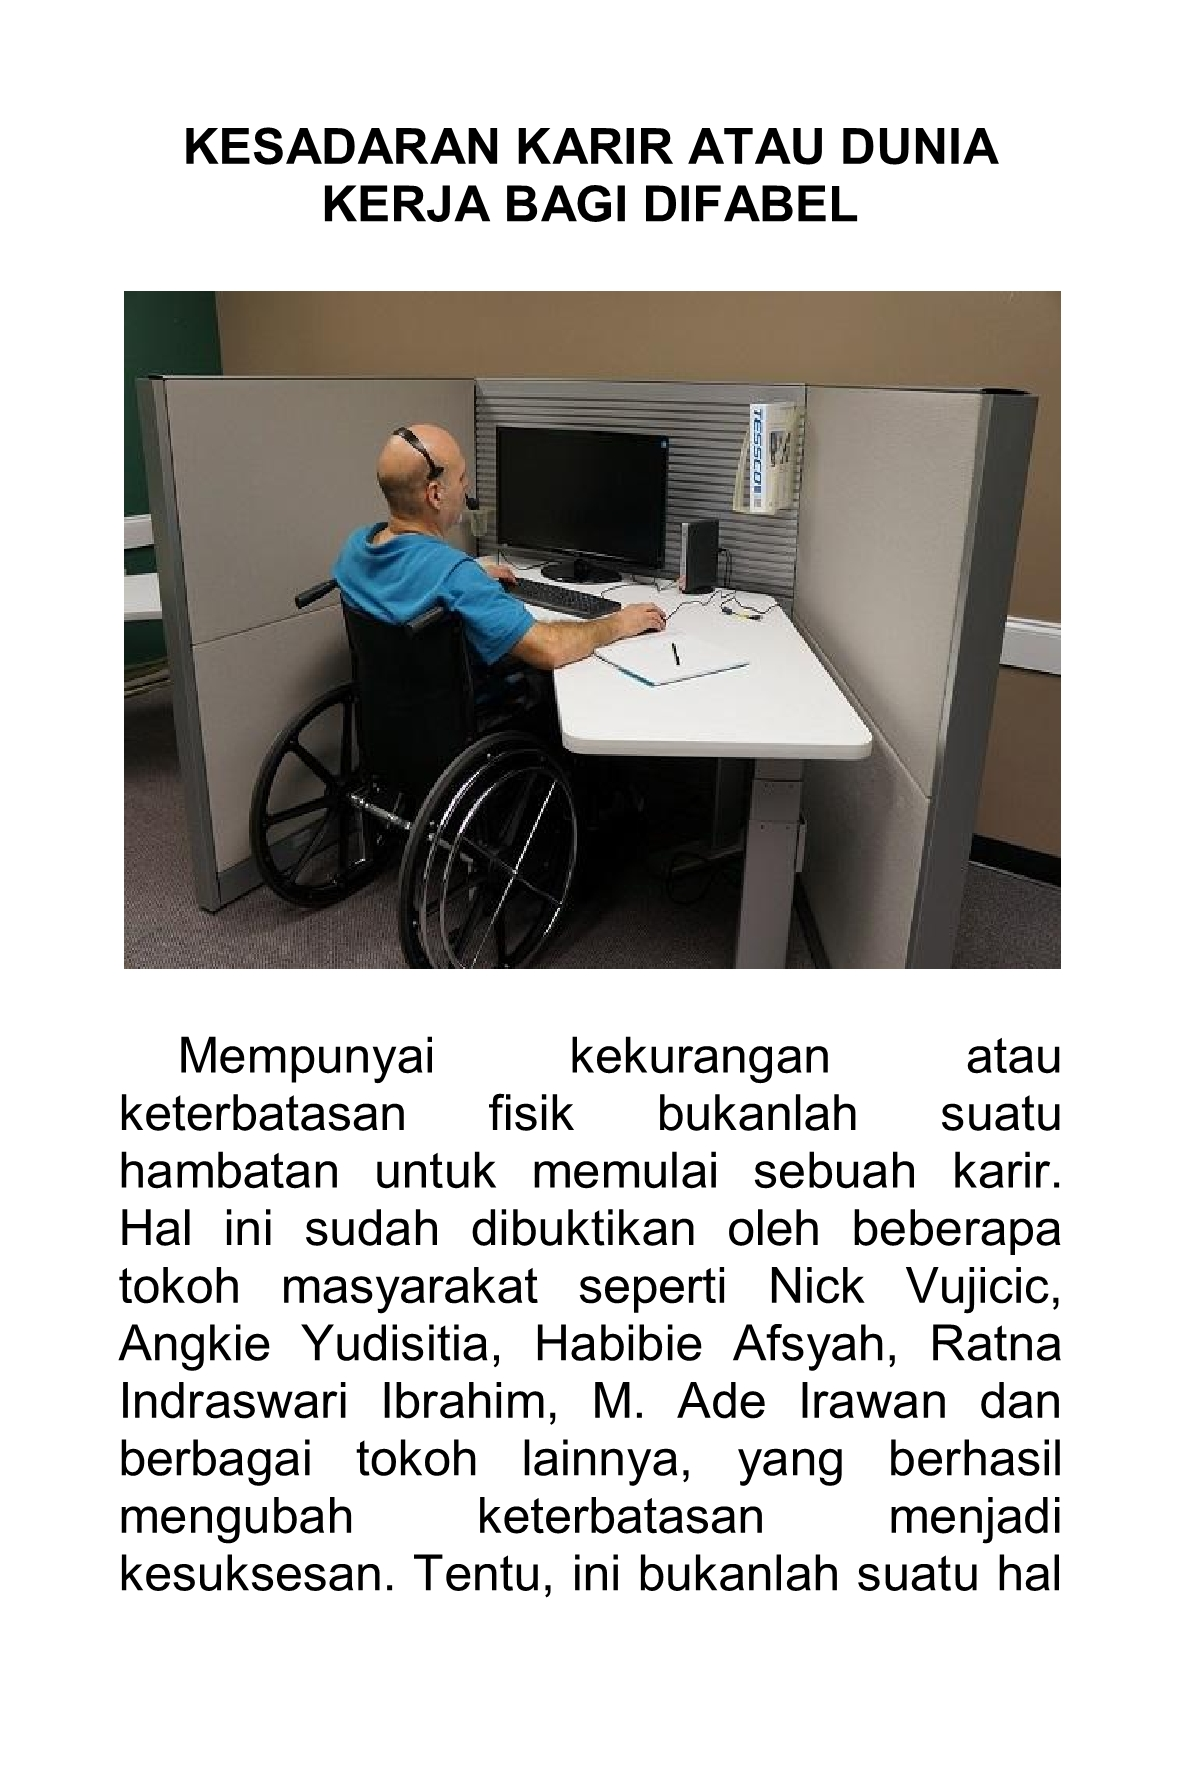 KESADARAN KARIR ATAU DUNIA
KERJA BAGI DIFABEL
TESSCO
Mempunyai kekurangan atau
keterbatasan fisik bukanlah suatu
hambatan untuk memulai sebuah karir.
Hal ini sudah dibuktikan oleh beberapa
tokoh masyarakat seperti Nick Vujicic,
Angkie Yudisitia, Habibie Afsyah, Ratna
Indraswari Ibrahim, M. Ade Irawan dan
berbagai tokoh lainnya, yang berhasil
mengubah keterbatasan menjadi
kesuksesan. Tentu, ini bukanlah suatu hal